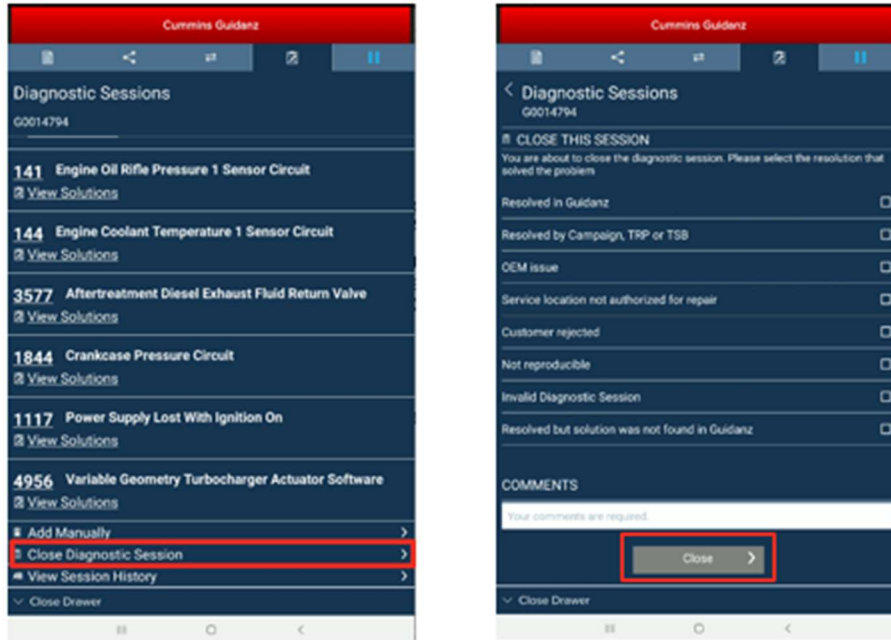 Cummins Guidanz
Diagnostic Sessions
G0014794
141 Engine Oil Rifle Pressure 1 Sensor Circuit
View Solutions
144 Engine Coolant Temperature 1 Sensor Circuit
View Solutions
3577 Aftertreatment Diesel Exhaust Fluid Return Valve
View Solutions
1844 Crankcase Pressure Circuit
View Solutions
1117 Power Supply Lost With Ignition On
View Solutions
4956 Variable Geometry Turbocharger Actuator Software
View Solutions
Add Manually
Close Diagnostic Session
View Session History
Close Drawer
Cummins Guidanz
Diagnostic Sessions
G0014794
CLOSE THIS SESSION
You are about to close the diagnostic session. Please select the resolution that
solved the problem
Resolved in Guidanz
Resolved by Campaign, TRP or TSB
OEM issue
Service location not authorized for repair
Customer rejected
Not reproducible
Invalid Diagnostic Session
Resolved but solution was not found in Guidanz
COMMENTS
Your comments are required.
Close
Close Drawer